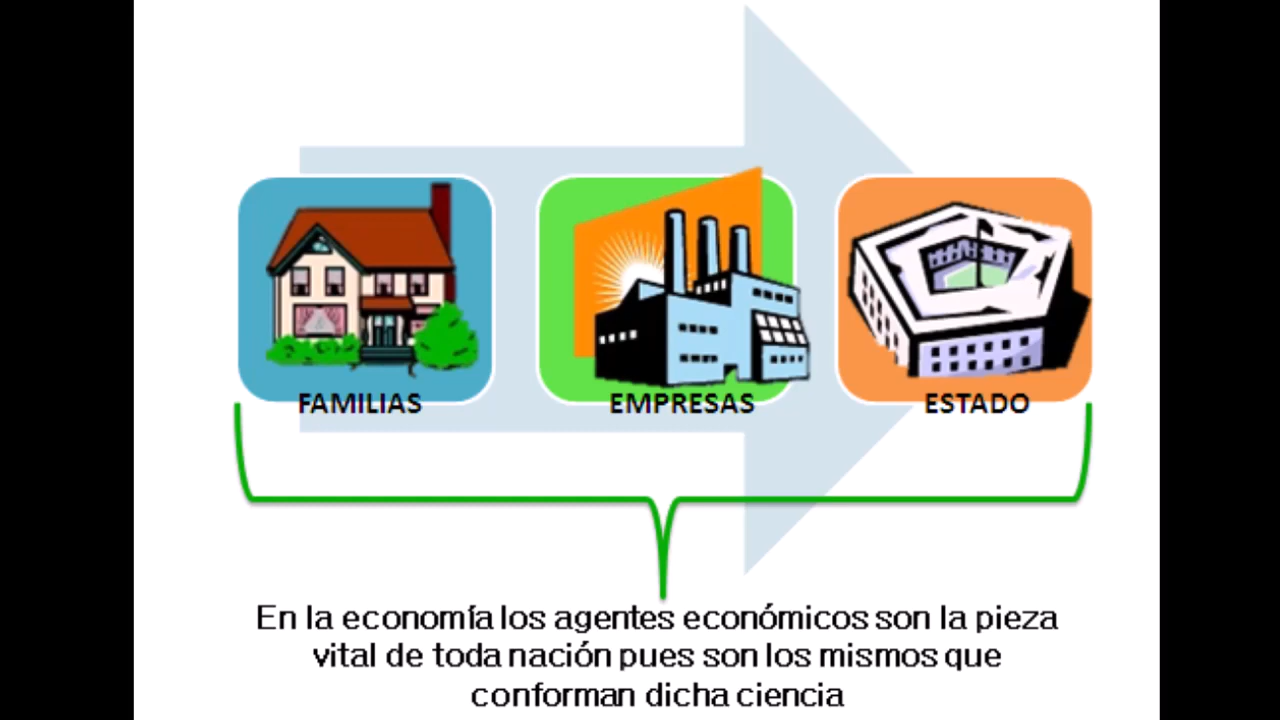 FAMILIAS
EMPRESAS
ESTADO
En la economía los agentes económicos son la pieza
vital de toda nación pues son los mismos que
conforman dicha ciencia